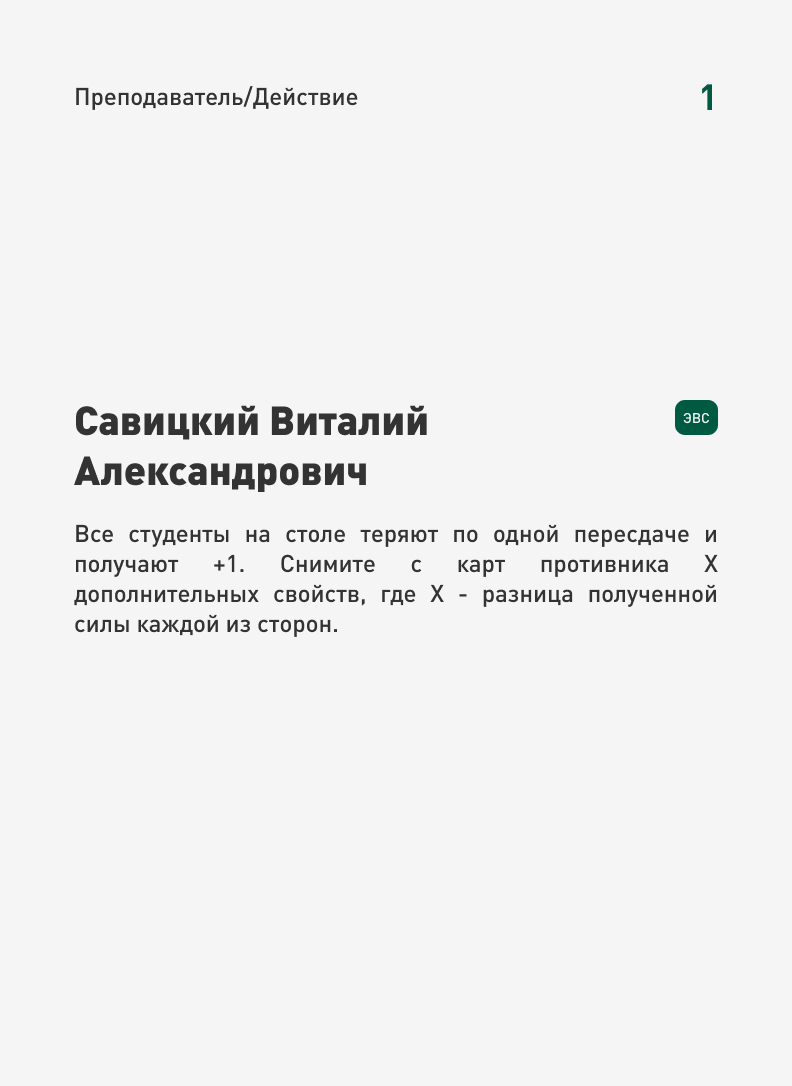 Преподаватель/Действие
1
Савицкий Виталий
Александрович
ЭВС
Все студенты на столе теряют по одной пересдаче и
получают +1. Снимите с карт противника X
дополнительных свойств, где X - разница полученной
силы каждой из сторон.